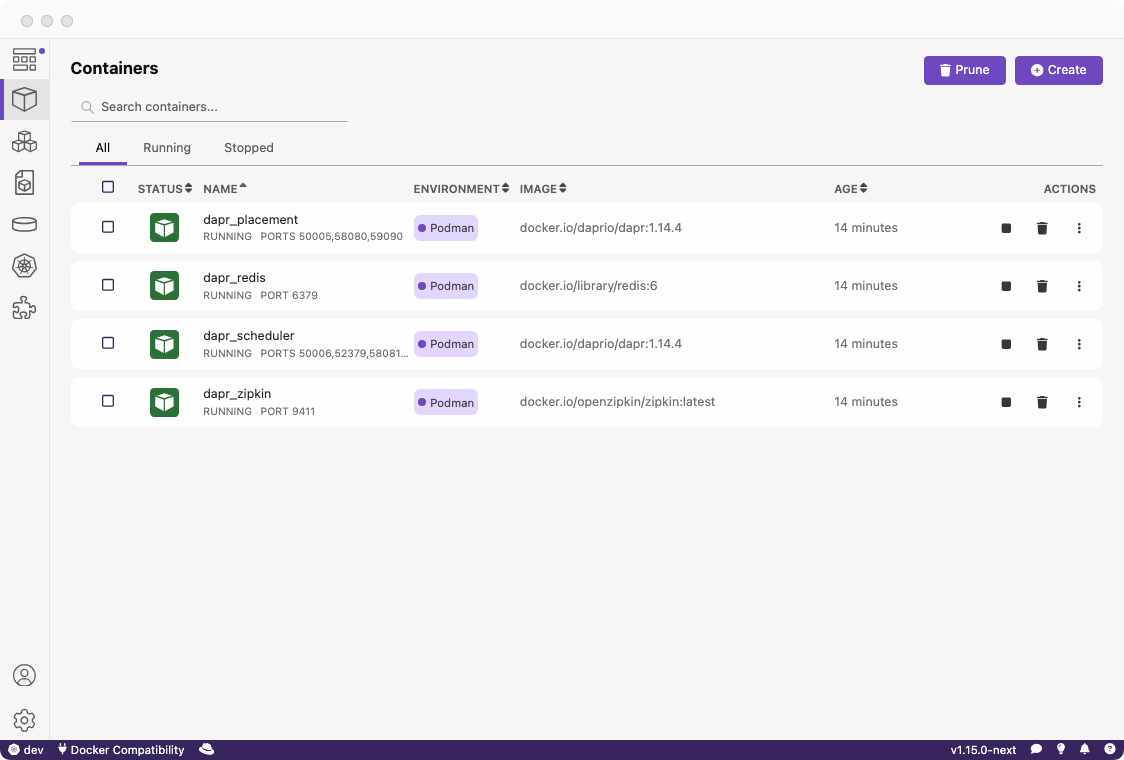 Containers
Prune
Create
Search containers...
All Running Stopped
STATUS NAME ENVIRONMENT IMAGE AGE ACTIONS
dapr_placement
RUNNING PORTS 50005,58080,59090
Podman
docker.io/daprio/dapr:1.14.4
14 minutes
dapr_redis
RUNNING PORT 6379
Podman
docker.io/library/redis:6
14 minutes
dapr_scheduler
RUNNING PORTS 50006,52379,58081...
Podman
docker.io/daprio/dapr:1.14.4
14 minutes
dapr_zipkin
RUNNING PORT 9411
Podman
docker.io/openzipkin/zipkin:latest
14 minutes
dev Docker Compatibility v1.15.0-next